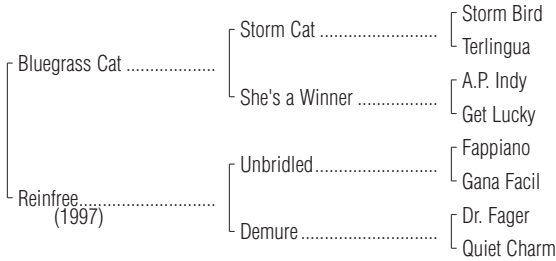 Storm Bird
Storm Cat ......................
Terlingua
Bluegrass Cat .................
A.P. Indy
She's a Winner ...............
Get Lucky
Fappiano
Unbridled.......................
Gana Facil
Reinfree..........................
(1997)
Dr. Fager
Demure .........................
Quiet Charm